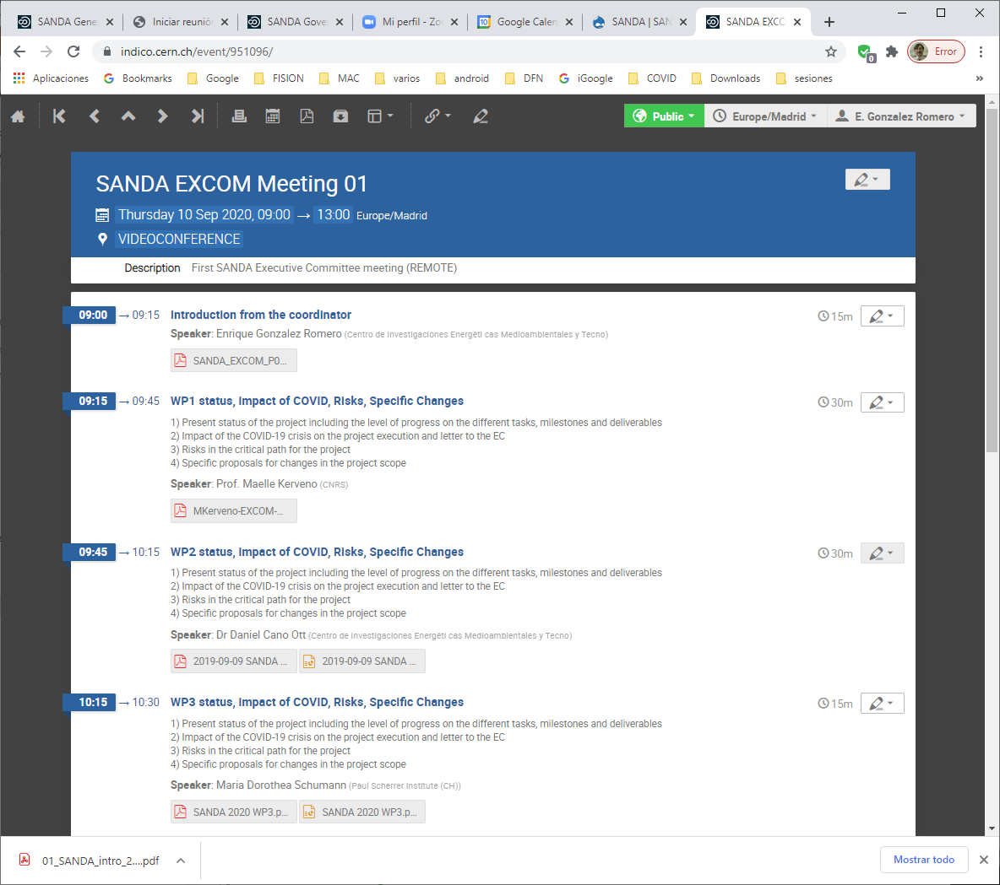 SANDA Gene
Iniciar reunió
SANDA Gove
Mi perfil - Zoo
Google Calen
SANDA | SAN
SANDA EXCO
indico.cern.ch/event/951096/
0
Error
Aplicaciones
Bookmarks
Google
FISION
MAC
varios
android
DFN
iGoogle
COVID
Downloads
sesiones
»
Public
Europe/Madrid
E. Gonzalez Romero
SANDA EXCOM Meeting 01
Thursday 10 Sep 2020, 09:00 → 13:00 Europe/Madrid
VIDEOCONFERENCE
Description First SANDA Executive Committee meeting (REMOTE)
09:00 → 09:15 Introduction from the coordinator 15m
Speaker: Enrique Gonzalez Romero (Centro de Investigaciones Energéti cas Medioambientales y Tecno)
SANDA_EXCOM_P0...
09:15 → 09:45 WP1 status, Impact of COVID, Risks, Specific Changes 30m
1) Present status of the project including the level of progress on the different tasks, milestones and deliverables
2) Impact of the COVID-19 crisis on the project execution and letter to the EC
3) Risks in the critical path for the project
4) Specific proposals for changes in the project scope
Speaker: Prof. Maelle Kerveno (CNRS)
MKerveno-EXCOM-...
09:45 → 10:15 WP2 status, Impact of COVID, Risks, Specific Changes 30m
1) Present status of the project including the level of progress on the different tasks, milestones and deliverables
2) Impact of the COVID-19 crisis on the project execution and letter to the EC
3) Risks in the critical path for the project
4) Specific proposals for changes in the project scope
Speaker: Dr Daniel Cano Ott (Centro de Investigaciones Energéti cas Medioambientales y Tecno)
2019-09-09 SANDA ... 2019-09-09 SANDA ...
10:15 → 10:30 WP3 status, Impact of COVID, Risks, Specific Changes 15m
1) Present status of the project including the level of progress on the different tasks, milestones and deliverables
2) Impact of the COVID-19 crisis on the project execution and letter to the EC
3) Risks in the critical path for the project
4) Specific proposals for changes in the project scope
Speaker: Maria Dorothea Schumann (Paul Scherrer Institute (CH))
SANDA 2020 WP3.p... SANDA 2020 WP3.p...
01_SANDA_intro_2....pdf
Mostrar todo